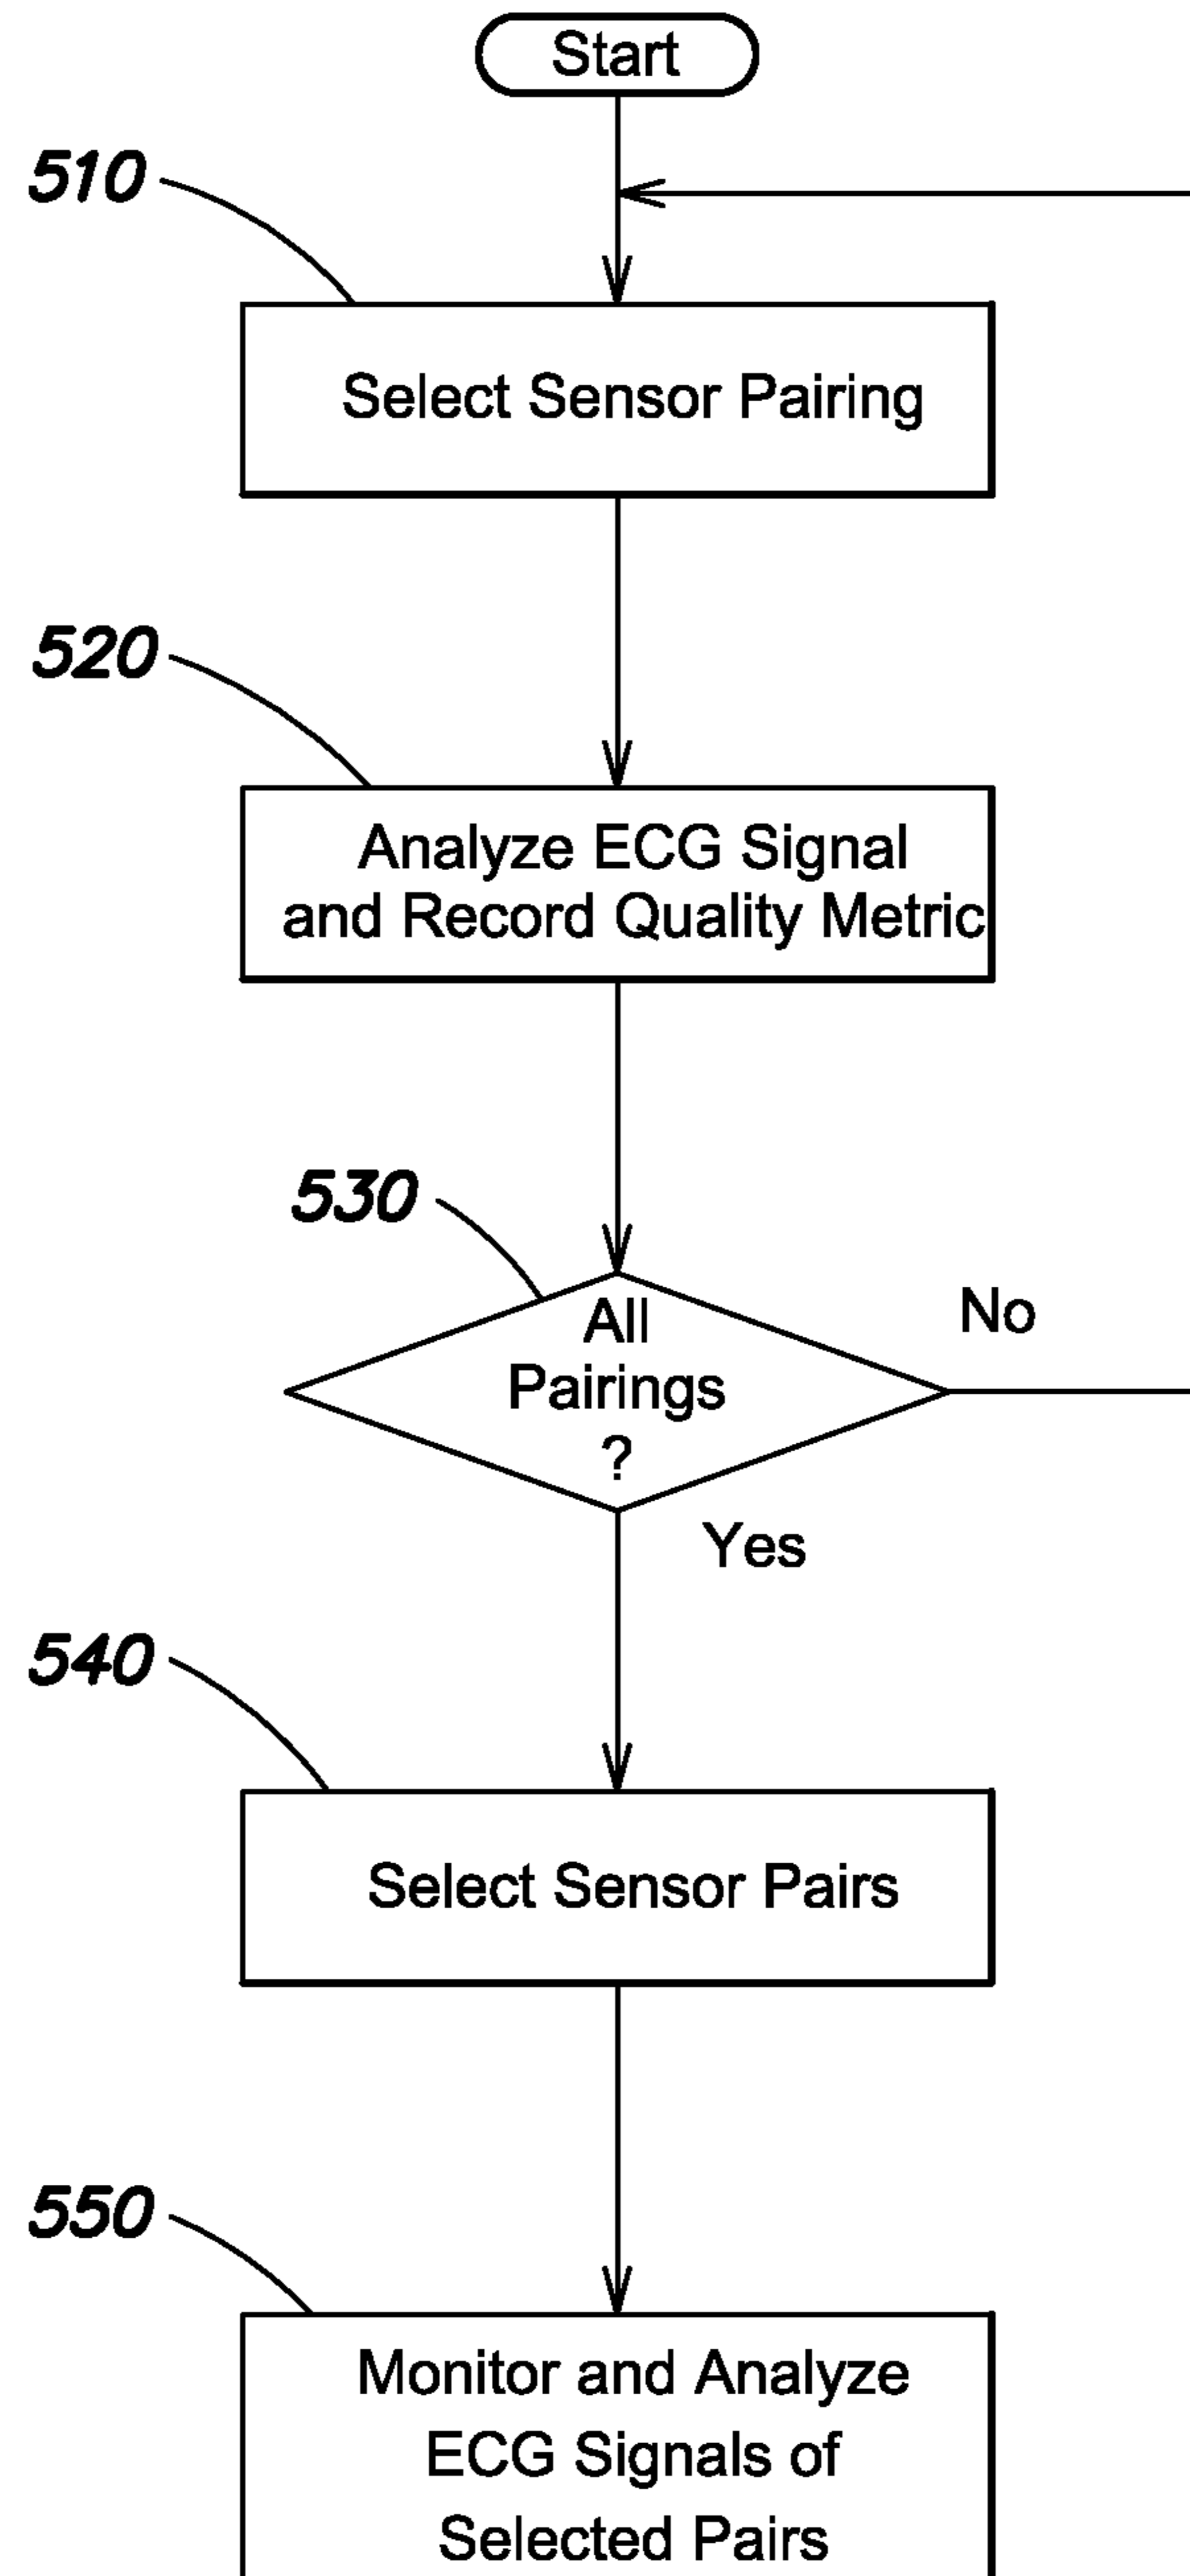 Start
510
Select Sensor Pairing
520
Analyze ECG Signal
and Record Quality Metric
530
All
Pairings
?
No
Yes
540
Select Sensor Pairs
550
Monitor and Analyze
ECG Signals of
Selected Pairs